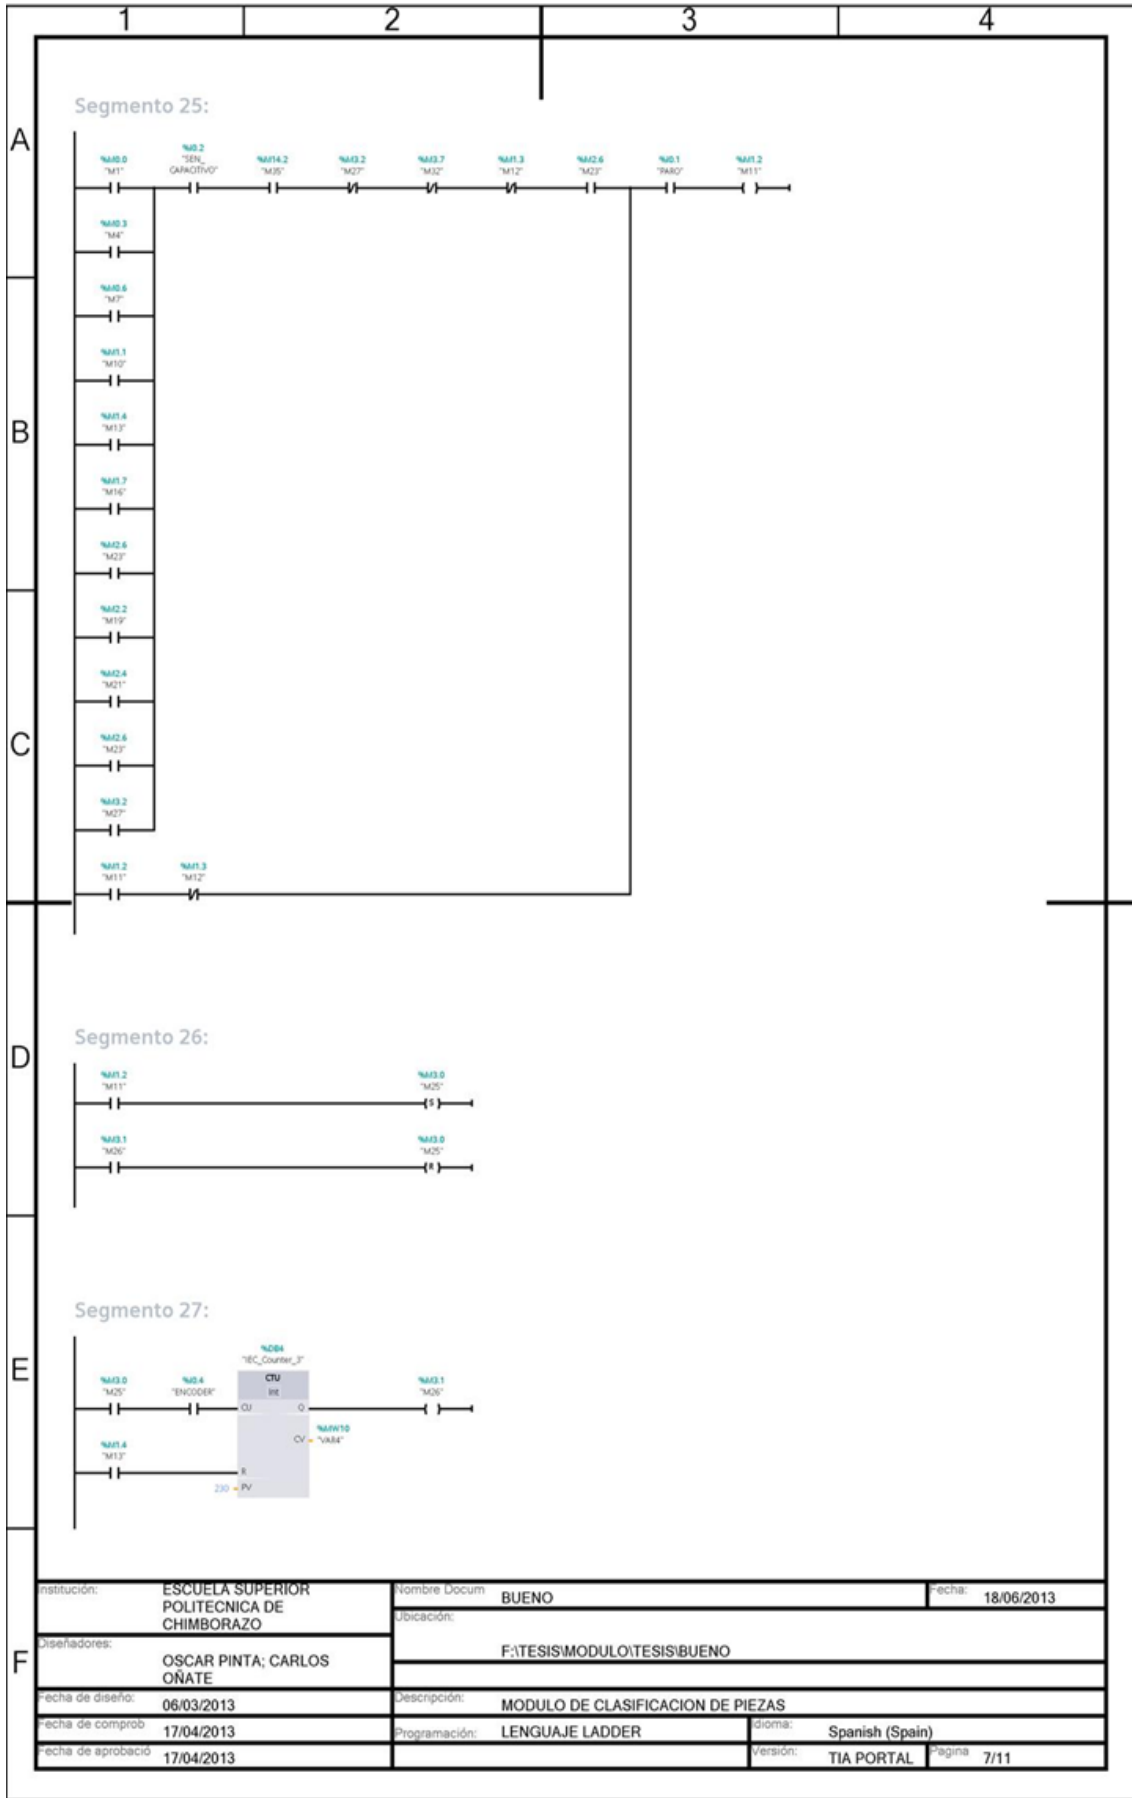 1 2 3 4
A
B
C
D
E
F
Segmento 25:
%M0.0 %I0.2 %M14.2 %M3.2 %M3.7 %M1.3 %M2.6 %I0.1 %M1.2
"M1" "SEN_CAPACITIVO" "M35" "M27" "M32" "M12" "M23" "PARO" "M11"
%M0.3
"M4"
%M0.6
"M7"
%M1.1
"M10"
%M1.4
"M13"
%M1.7
"M16"
%M2.6
"M23"
%M2.2
"M19"
%M2.4
"M21"
%M2.6
"M23"
%M3.2
"M27"
%M1.2 %M1.3
"M11" "M12"
Segmento 26:
%M1.2 %M3.0
"M11" "M25"
S
%M3.1 %M3.0
"M26" "M25"
R
Segmento 27:
%DB4
"IEC_Counter_3"
%M3.0 %I0.4 CTU %M3.1
"M25" "ENCODER" Int "M26"
CU Q
%MW10
CV "VAR4"
%M1.4
"M13"
R
230 PV
Institución: ESCUELA SUPERIOR
POLITECNICA DE
CHIMBORAZO
Nombre Docum BUENO
Fecha: 18/06/2013
Ubicación:
F:\TESIS\MODULO\TESIS\BUENO
Diseñadores:
OSCAR PINTA; CARLOS
OÑATE
Fecha de diseño: 06/03/2013
Descripción: MODULO DE CLASIFICACION DE PIEZAS
Fecha de comprob 17/04/2013
Programación: LENGUAJE LADDER
Idioma: Spanish (Spain)
Fecha de aprobació 17/04/2013
Versión: TIA PORTAL
Pagina 7/11